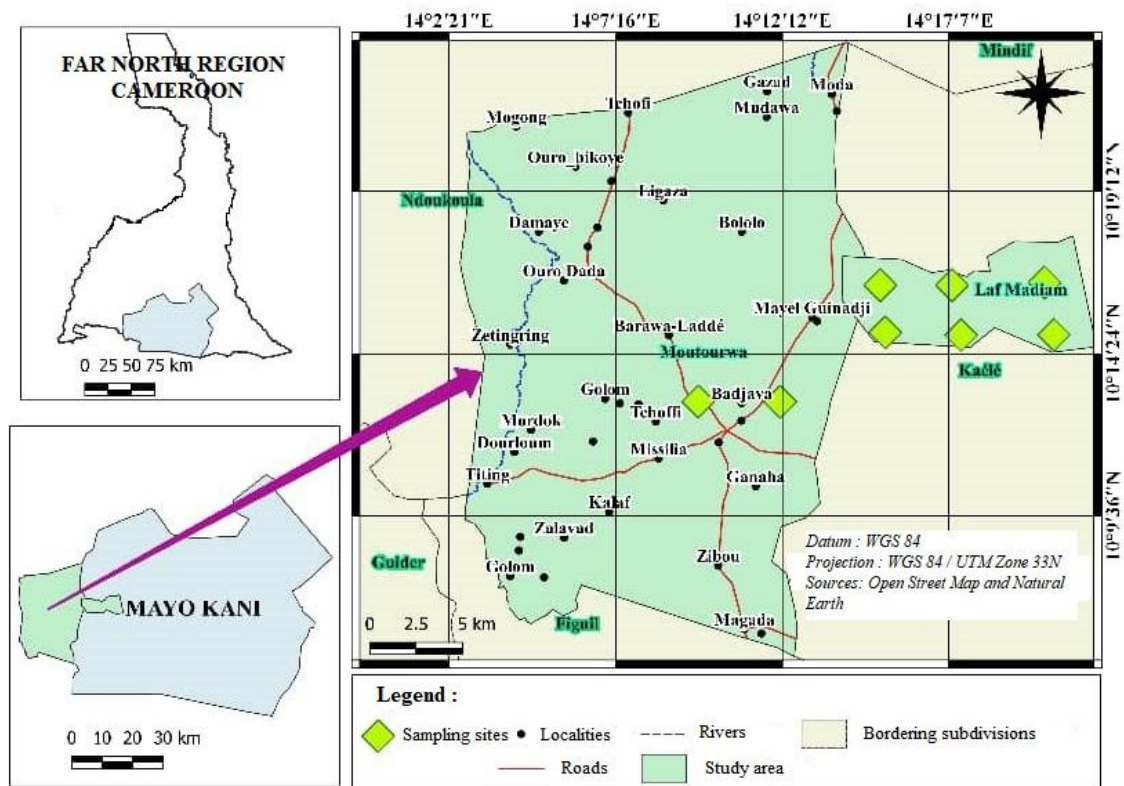 FAR NORTH REGION
CAMEROON
0 25 50 75 km
MAYO KANI
0 10 20 30 km
14°2'21"E 14°7'16"E 14°12'12"E 14°17'7"E
Mindif
Gazud
Moda
Tchofi
Mudawa
Mogong
Ouro_bikoye
10°19'12"N
Ligaza
Ndoukoula
Damaye
Bololo
Ouro Dada
Laf Madjam
Mayel Guinadji
Barawa-Laddé
Zetingring
Moutourwa
10°14'24"N
Kaélé
Golom
Badjava
Tchoffi
Murdok
Dourloum
Missilia
Titing
Ganaha
Kalaf
10°9'36"N
Zalavad
Zibou
Guider
Golom
Datum : WGS 84
Projection : WGS 84 / UTM Zone 33N
Sources: Open Street Map and Natural
Earth
Figuil
Magada
0 2.5 5 km
Legend :
Sampling sites Localities Rivers Bordering subdivisions
Roads Study area